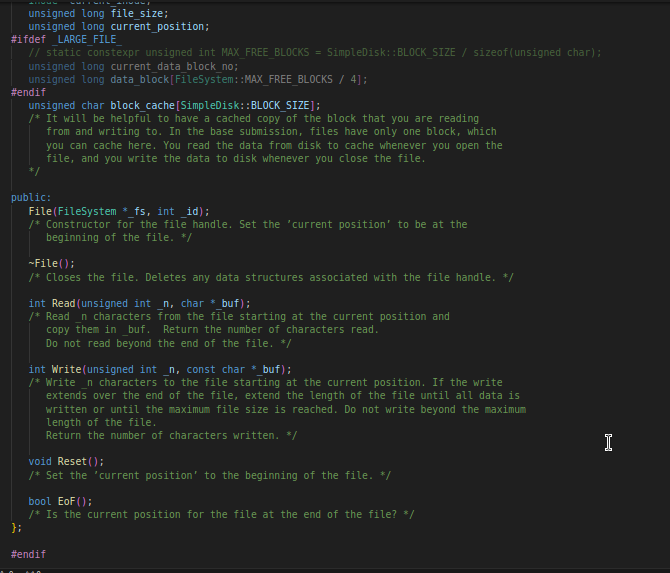 unsigned long file_size;
unsigned long current_position;
#ifdef _LARGE_FILE_
// static constexpr unsigned int MAX_FREE_BLOCKS = SimpleDisk::BLOCK_SIZE / sizeof(unsigned char);
unsigned long current_data_block_no;
unsigned long data_block[FileSystem::MAX_FREE_BLOCKS / 4];
#endif
unsigned char block_cache[SimpleDisk::BLOCK_SIZE];
/* It will be helpful to have a cached copy of the block that you are reading
from and writing to. In the base submission, files have only one block, which
you can cache here. You read the data from disk to cache whenever you open the
file, and you write the data to disk whenever you close the file.
*/
public:
File(FileSystem *_fs, int _id);
/* Constructor for the file handle. Set the ’current position’ to be at the
beginning of the file. */
~File();
/* Closes the file. Deletes any data structures associated with the file handle. */
int Read(unsigned int _n, char *_buf);
/* Read _n characters from the file starting at the current position and
copy them in _buf.  Return the number of characters read.
Do not read beyond the end of the file. */
int Write(unsigned int _n, const char *_buf);
/* Write _n characters to the file starting at the current position. If the write
extends over the end of the file, extend the length of the file until all data is
written or until the maximum file size is reached. Do not write beyond the maximum
length of the file.
Return the number of characters written. */
void Reset();
/* Set the ’current position’ to the beginning of the file. */
bool EoF();
/* Is the current position for the file at the end of the file? */
};
#endif